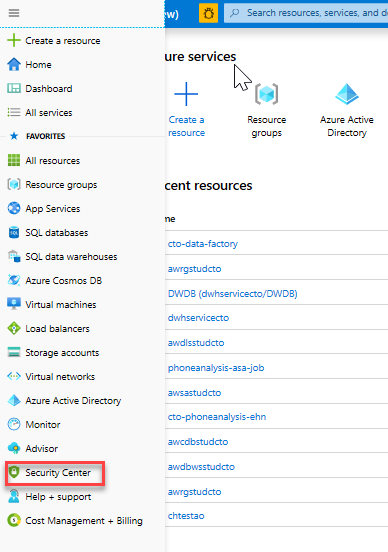 ew)
Search resources, services, and do
Create a resource
Home
Dashboard
All services
FAVORITES
All resources
Resource groups
App Services
SQL databases
SQL data warehouses
Azure Cosmos DB
Virtual machines
Load balancers
Storage accounts
Virtual networks
Azure Active Directory
Monitor
Advisor
Security Center
Help + support
Cost Management + Billing
ure services
Create a
resource
Resource
groups
Azure Active
Directory
cent resources
me
cto-data-factory
awrgstudcto
DWDB (dwhservicecto/DWDB)
dwhservicecto
awdlsstudcto
phoneanalysis-asa-job
awsastudcto
cto-phoneanalysis-ehn
awcdbstudcto
awdbwsstudcto
awrgstudcto
chtestao